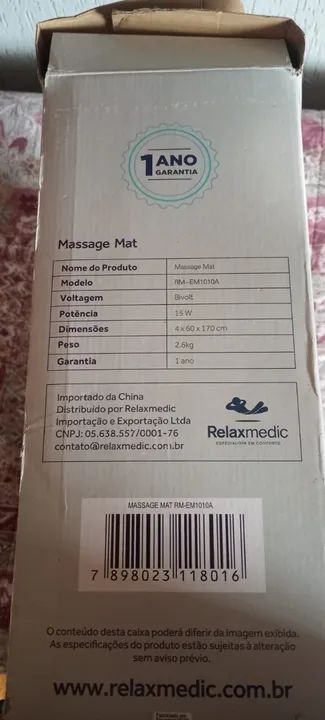 1 ANO
GARANTIA
Massage Mat
Nome do Produto Massage Mat
Modelo RM-EM1010A
Voltagem Bivolt
Potência 15 W
Dimensões 4 x 60 x 170 cm
Peso 2.6kg
Garantia 1 ano
Importado da China
Distribuído por Relaxmedic
Importação e Exportação Ltda
CNPJ: 05.638.557/0001-76
contato@relaxmedic.com.br
Relaxmedic
ESPECIALISTA EM CONFORTO
MASSAGE MAT RM-EM1010A
7 898023 118016
O conteúdo desta caixa poderá diferir da imagem exibida.
As especificações do produto estão sujeitas à alteração
sem aviso prévio.
www.relaxmedic.com.br